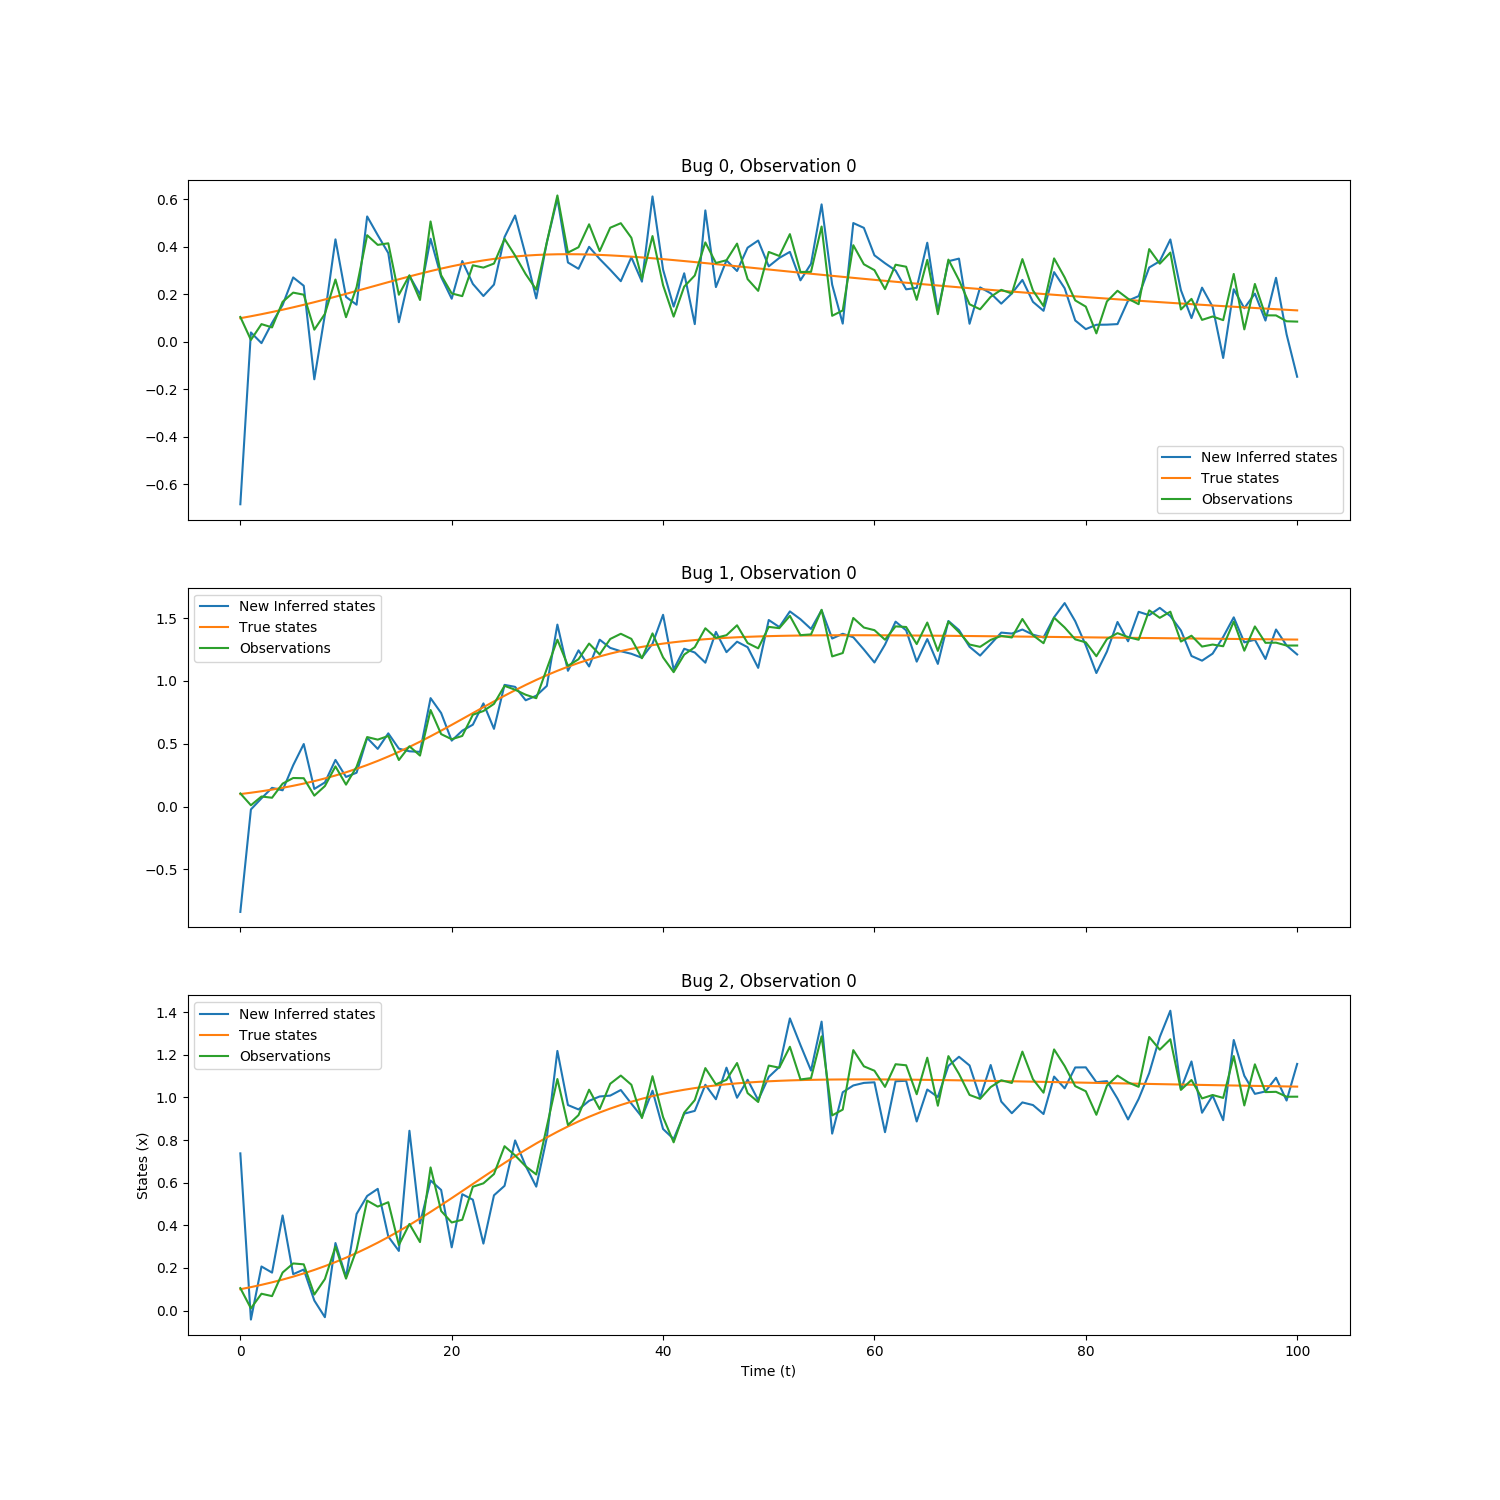 Bug 0, Observation 0
0.6
0.4
0.2
0.0
−0.2
−0.4
−0.6
New Inferred states
True states
Observations
Bug 1, Observation 0
1.5
1.0
0.5
0.0
−0.5
New Inferred states
True states
Observations
Bug 2, Observation 0
1.4
1.2
1.0
0.8
0.6
0.4
0.2
0.0
States (x)
New Inferred states
True states
Observations
0 20 40 60 80 100
Time (t)